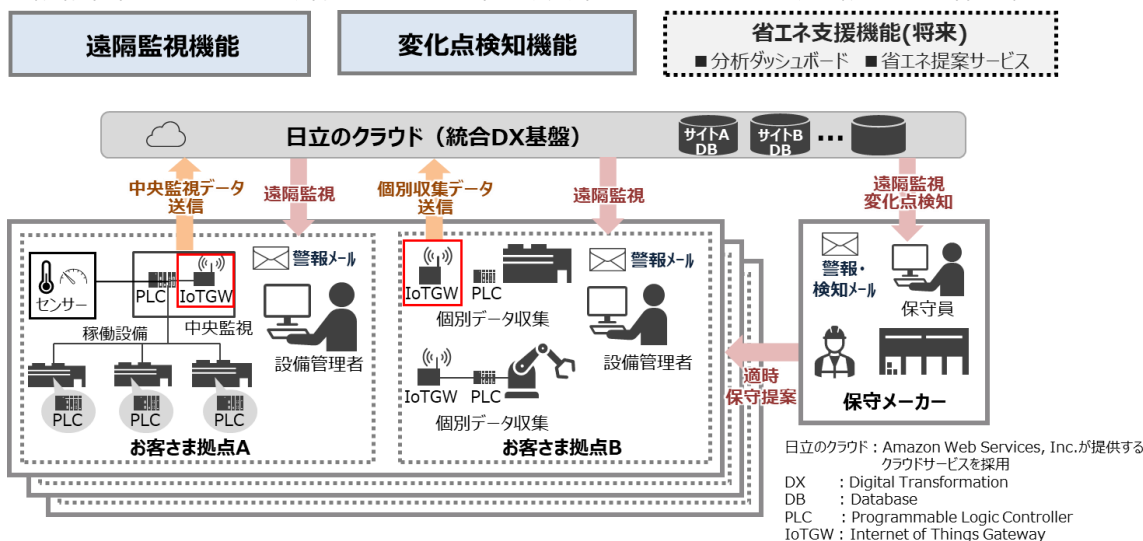 遠隔監視機能
変化点検知機能
省エネ支援機能(将来)
■分析ダッシュボード ■省エネ提案サービス
日立のクラウド（統合DX基盤）
サイトA
DB
サイトB
DB
...
中央監視データ
送信
遠隔監視
個別収集データ
送信
遠隔監視
遠隔監視
変化点検知
センサー
PLC
IoTGW
中央監視
稼働設備
PLC
PLC
PLC
警報メール
設備管理者
お客さま拠点A
IoTGW
PLC
個別データ収集
IoTGW
PLC
個別データ収集
警報メール
設備管理者
お客さま拠点B
警報・
検知メール
保守員
適時
保守提案
保守メーカー
日立のクラウド：Amazon Web Services, Inc.が提供する
クラウドサービスを採用
DX ：Digital Transformation
DB ：Database
PLC ：Programmable Logic Controller
IoTGW：Internet of Things Gateway